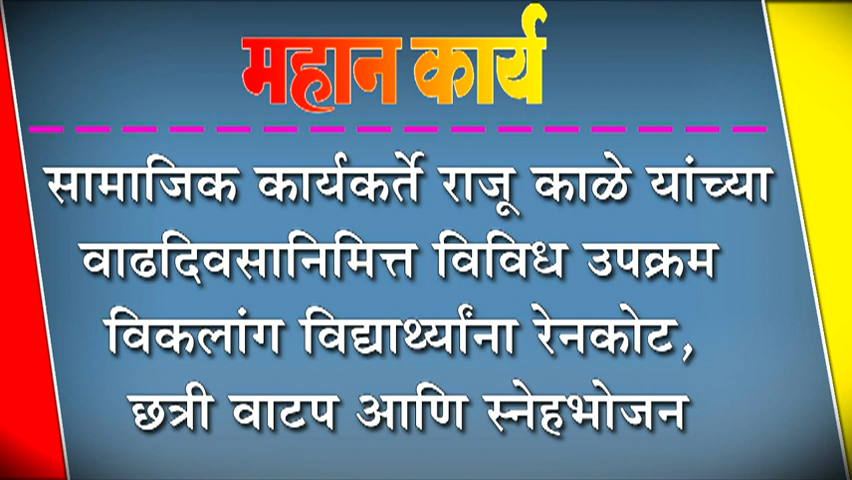 महान कार्य
सामाजिक कार्यकर्ते राजू काळे यांच्या
वाढदिवसानिमित्त विविध उपक्रम
विकलांग विद्यार्थ्यांना रेनकोट,
छत्री वाटप आणि स्नेहभोजन